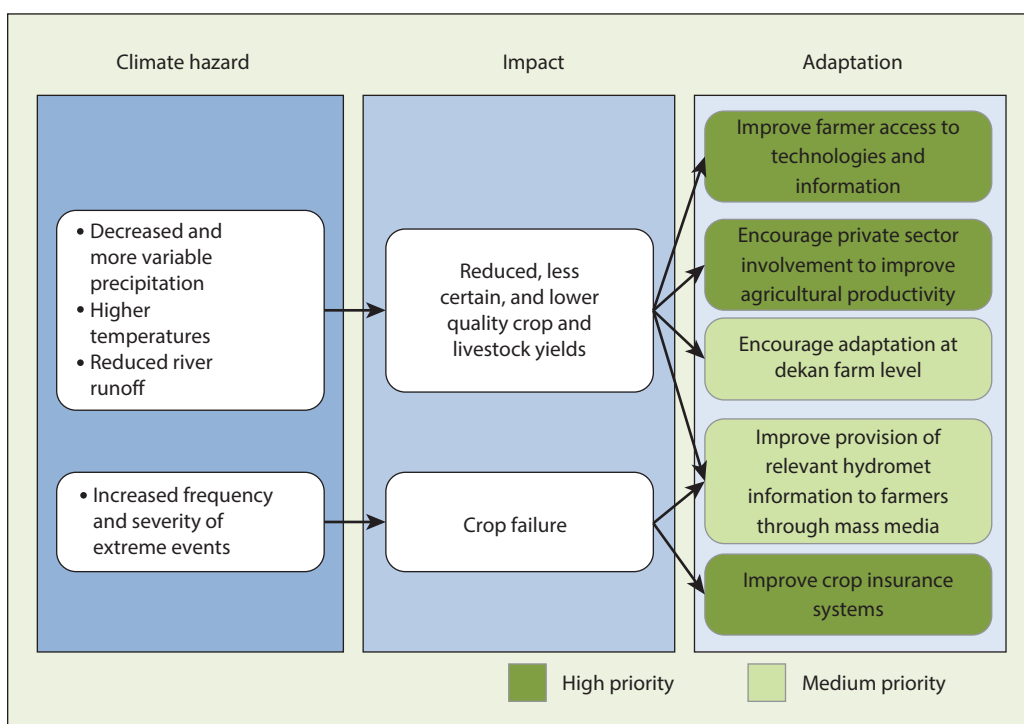 Climate hazard
Impact
Adaptation
• Decreased and
more variable
precipitation
• Higher
temperatures
• Reduced river
runoff
• Increased frequency
and severity of
extreme events
Reduced, less
certain, and lower
quality crop and
livestock yields
Crop failure
Improve farmer access to
technologies and
information
Encourage private sector
involvement to improve
agricultural productivity
Encourage adaptation at
dekan farm level
Improve provision of
relevant hydromet
information to farmers
through mass media
Improve crop insurance
systems
High priority
Medium priority